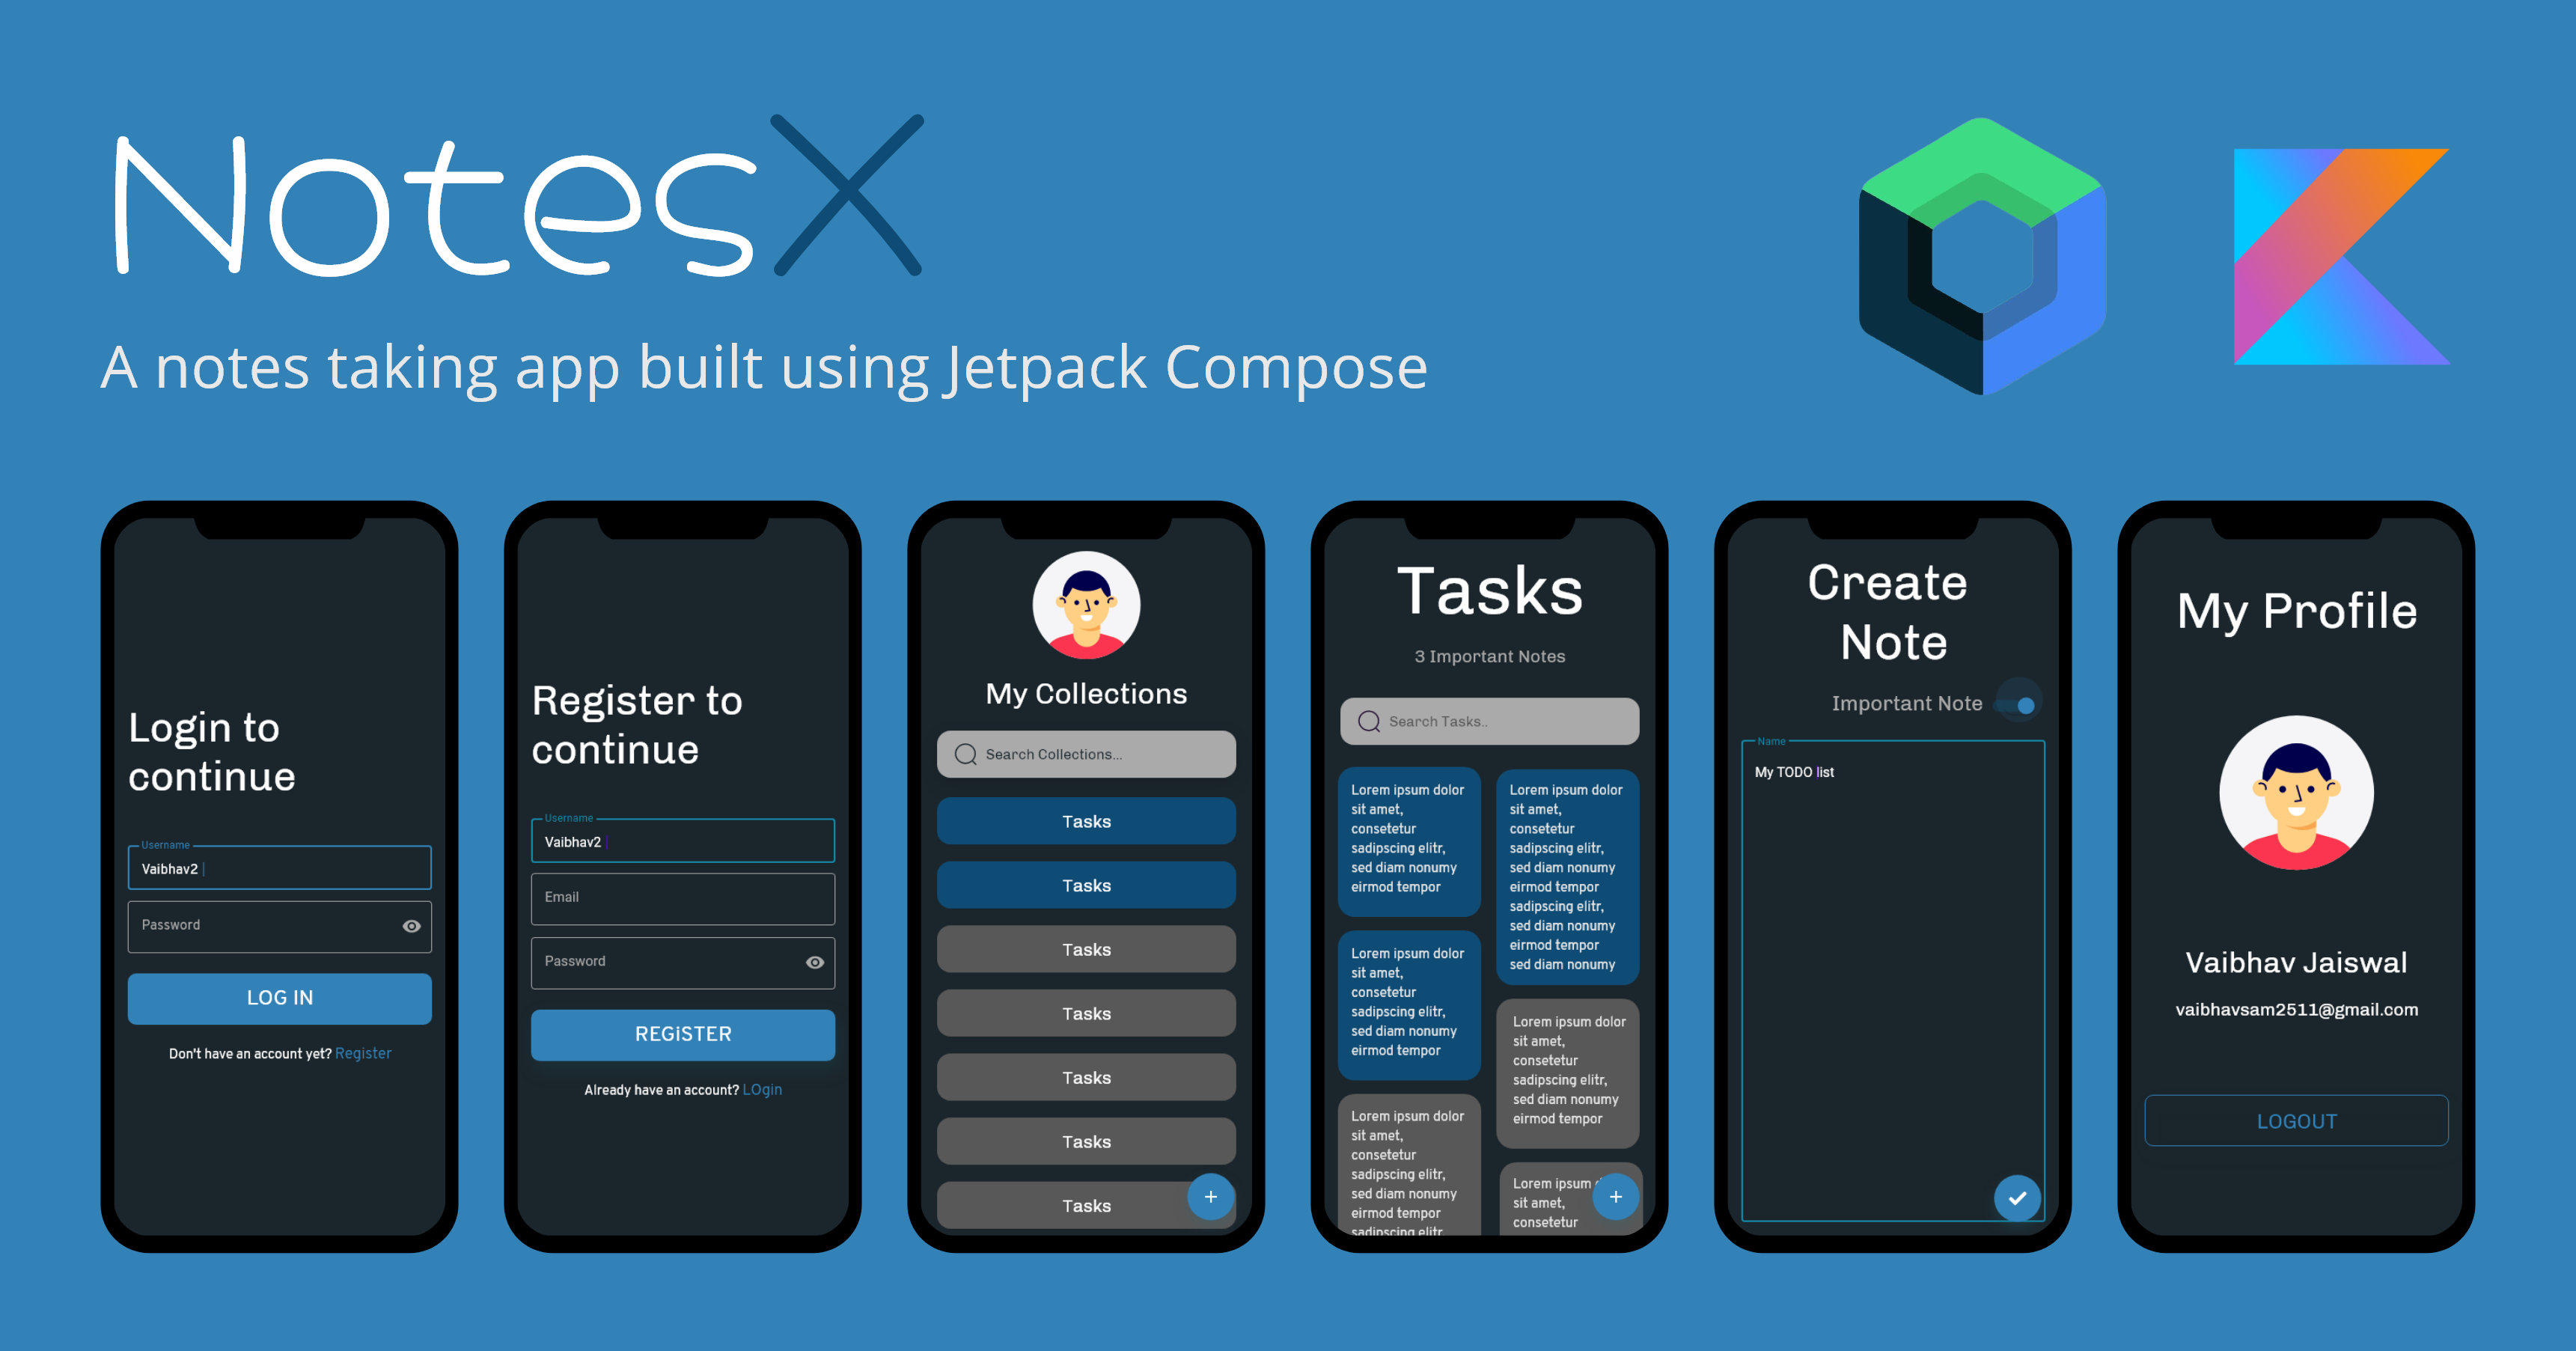 NotesX
A notes taking app built using Jetpack Compose
Login to
continue
Username
Vaibhav2
Password
LOG IN
Don't have an account yet? Register
Register to
continue
Username
Vaibhav2
Email
Password
REGiSTER
Already have an account? LOgin
My Collections
Search Collections...
Tasks
Tasks
Tasks
Tasks
Tasks
Tasks
Tasks
Tasks
3 Important Notes
Search Tasks..
Lorem ipsum dolor
sit amet,
consetetur
sadipscing elitr,
sed diam nonumy
eirmod tempor
Lorem ipsum dolor
sit amet,
consetetur
sadipscing elitr,
sed diam nonumy
eirmod tempor
Lorem ipsum dolor
sit amet,
consetetur
sadipscing elitr,
sed diam nonumy
eirmod tempor
sadipscing elitr,
Lorem ipsum dolor
sit amet,
consetetur
sadipscing elitr,
sed diam nonumy
eirmod tempor
sadipscing elitr,
sed diam nonumy
eirmod tempor
sed diam nonumy
Lorem ipsum dolor
sit amet,
consetetur
sadipscing elitr,
sed diam nonumy
eirmod tempor
Lorem ipsum
sit amet,
consetetur
Create
Note
Important Note
Name
My TODO list
My Profile
Vaibhav Jaiswal
vaibhavsam2511@gmail.com
LOGOUT